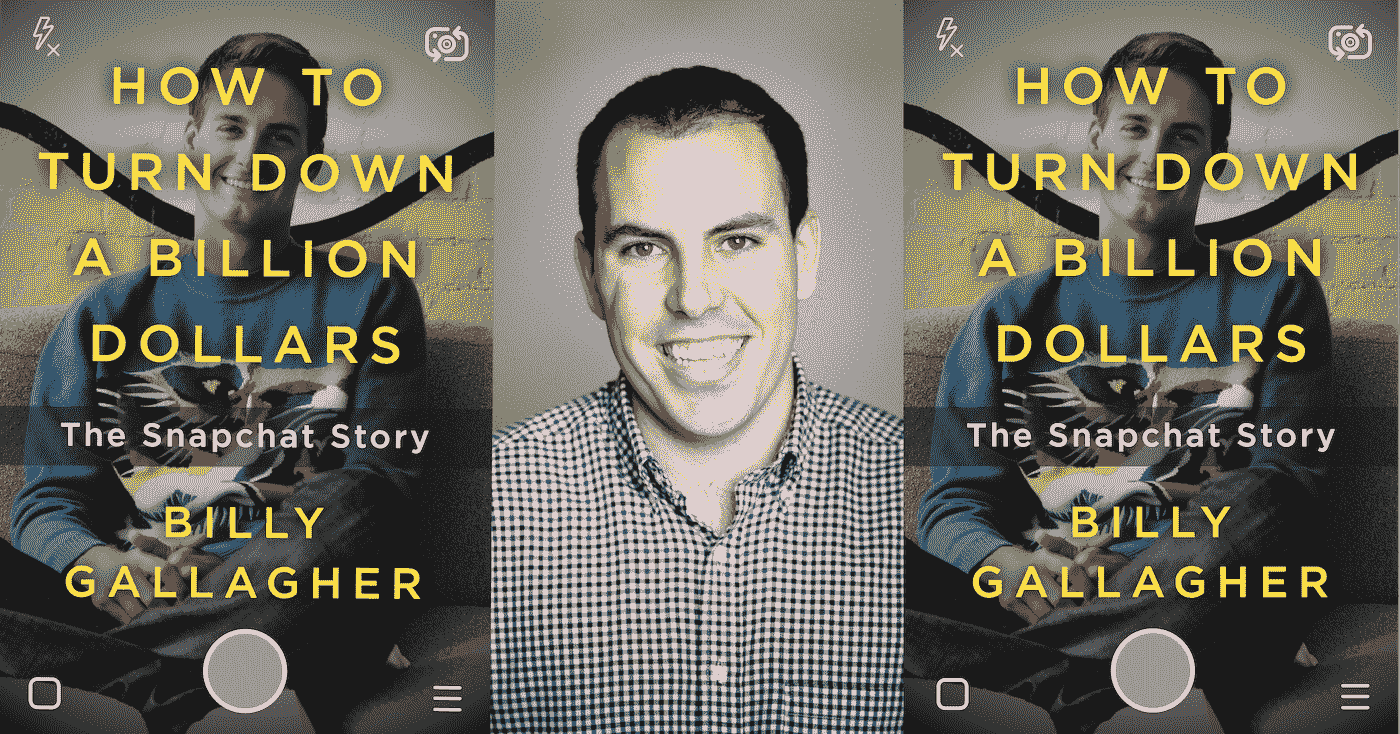 HOW TO
TURN DOWN
A BILLION
DOLLARS
The Snapchat Story
BILLY
GALLAGHER
HOW TO
TURN DOWN
A BILLION
DOLLARS
The Snapchat Story
BILLY
GALLAGHER